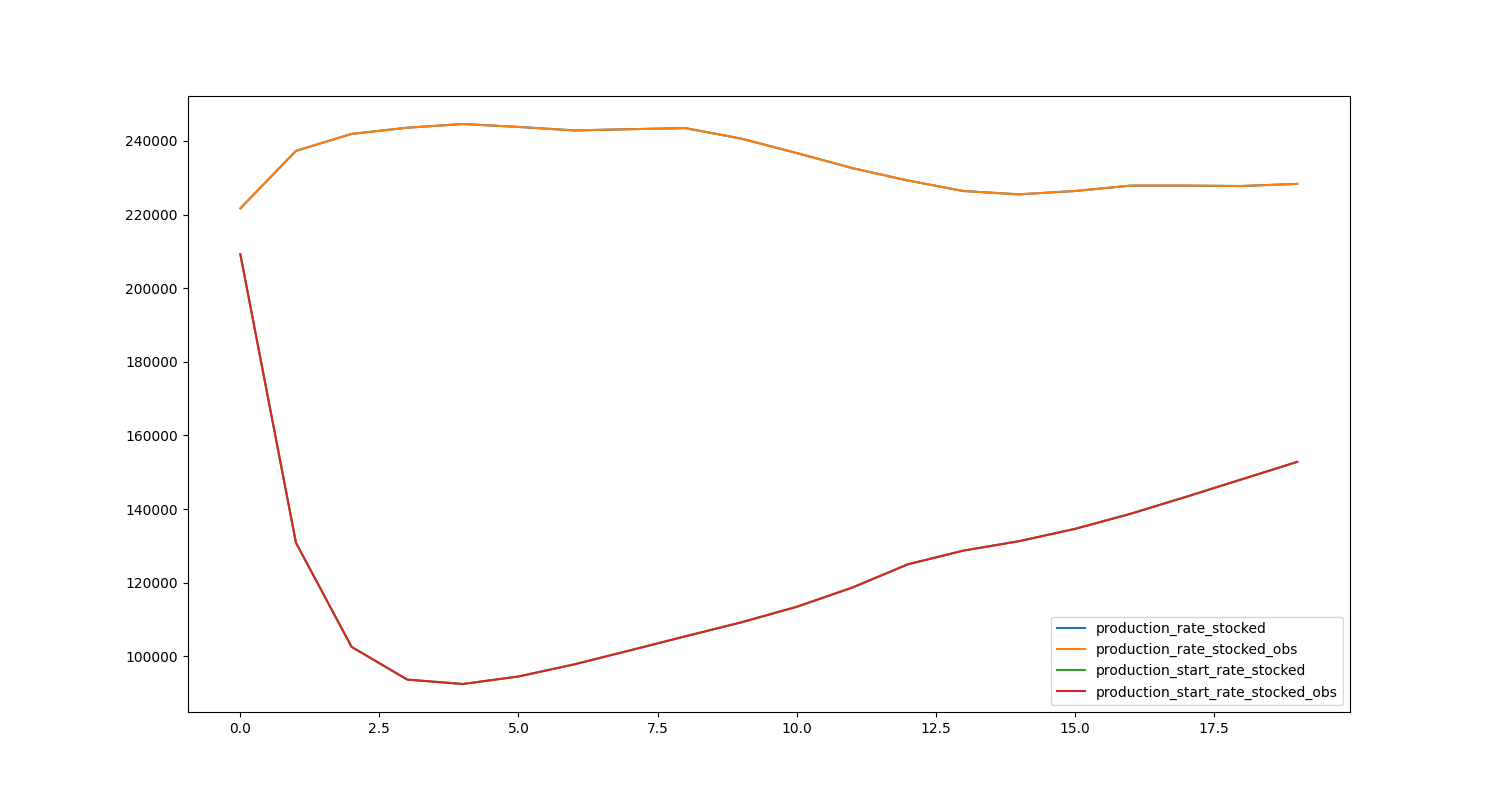 240000
220000
200000
180000
160000
140000
120000
100000
0.0 2.5 5.0 7.5 10.0 12.5 15.0 17.5
production_rate_stocked
production_rate_stocked_obs
production_start_rate_stocked
production_start_rate_stocked_obs